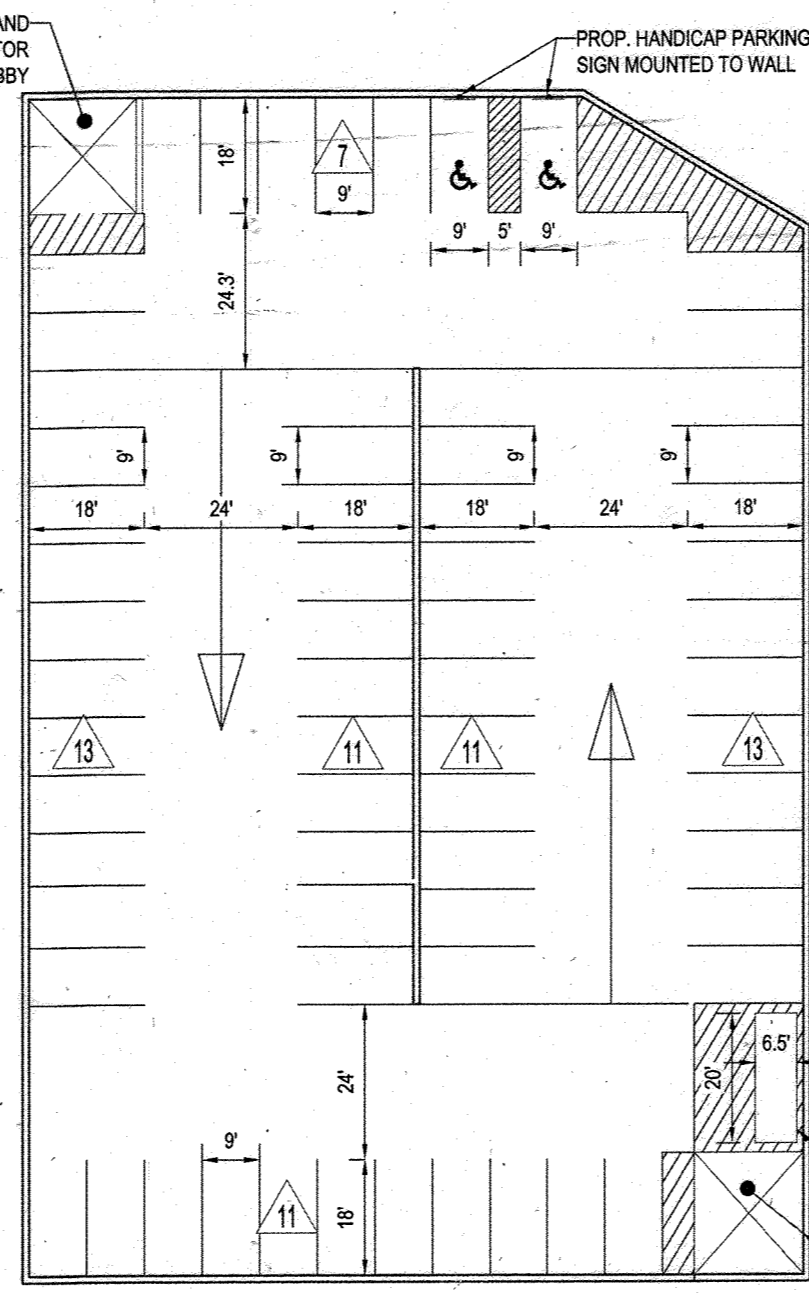 AND
TOR
BBY
PROP. HANDICAP PARKING
SIGN MOUNTED TO WALL
18'
7
9'
9' 5' 9'
24.3'
9' 9' 9' 9'
18' 24' 18' 18' 24' 18'
13 11 11 13
24'
20'
6.5'
9'
11
18'